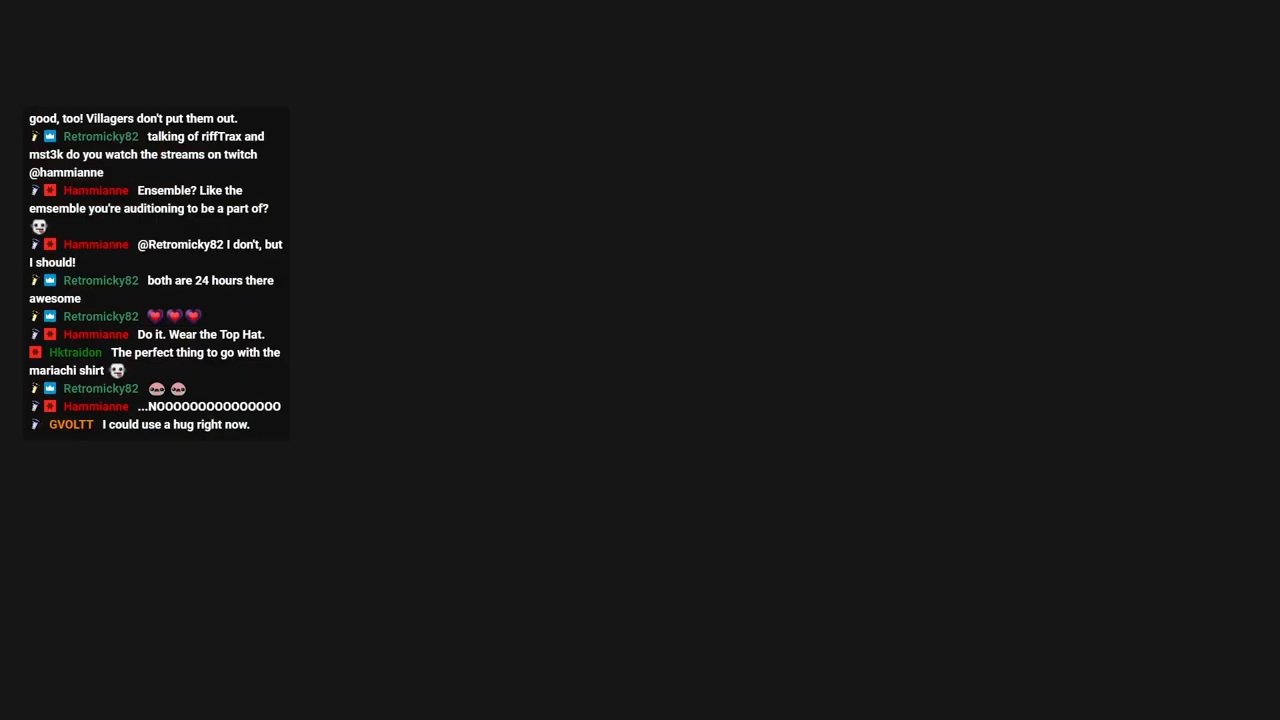 good, too! Villagers don't put them out.
Retromicky82 talking of riffTrax and
mst3k do you watch the streams on twitch
@hammianne
Hammianne Ensemble? Like the
emsemble you're auditioning to be a part of?
Hammianne @Retromicky82 I don't, but
I should!
Retromicky82 both are 24 hours there
awesome
Retromicky82
Hammianne Do it. Wear the Top Hat.
Hktraidon The perfect thing to go with the
mariachi shirt
Retromicky82
Hammianne ...NOOOOOOOOOOOOOOO
GVOLTT I could use a hug right now.